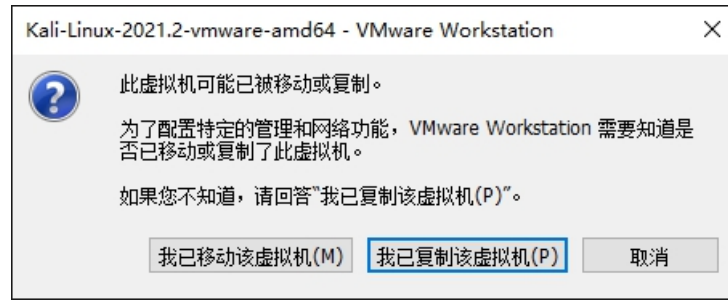 Kali-Linux-2021.2-vmware-amd64 - VMware Workstation
此虚拟机可能已被移动或复制。
为了配置特定的管理和网络功能，VMware Workstation 需要知道是
否已移动或复制了此虚拟机。
如果您不知道，请回答“我已复制该虚拟机(P)”。
我已移动该虚拟机(M) 我已复制该虚拟机(P) 取消